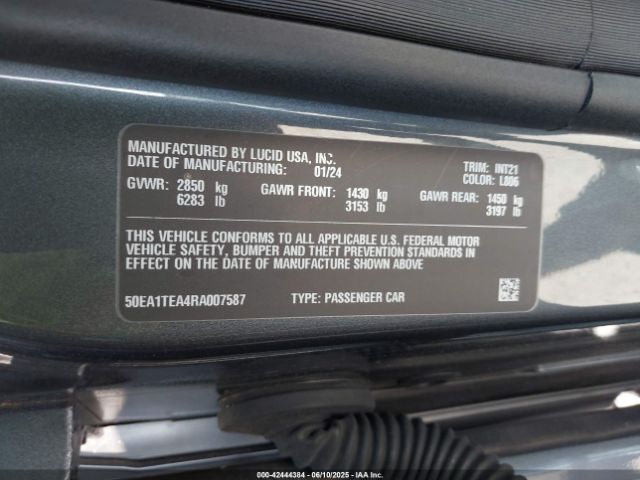 MANUFACTURED BY LUCID USA, INC.
DATE OF MANUFACTURING: 01/24
TRIM: INT21
COLOR: L806
GVWR: 2850 kg GAWR FRONT: 1430 kg GAWR REAR: 1450 kg
6283 lb 3153 lb 3197 lb
THIS VEHICLE CONFORMS TO ALL APPLICABLE U.S. FEDERAL MOTOR
VEHICLE SAFETY, BUMPER AND THEFT PREVENTION STANDARDS IN
EFFECT ON THE DATE OF MANUFACTURE SHOWN ABOVE
50EA1TEA4RA007587 TYPE: PASSENGER CAR
000-42444384 - 06/10/2025 - IAA Inc.